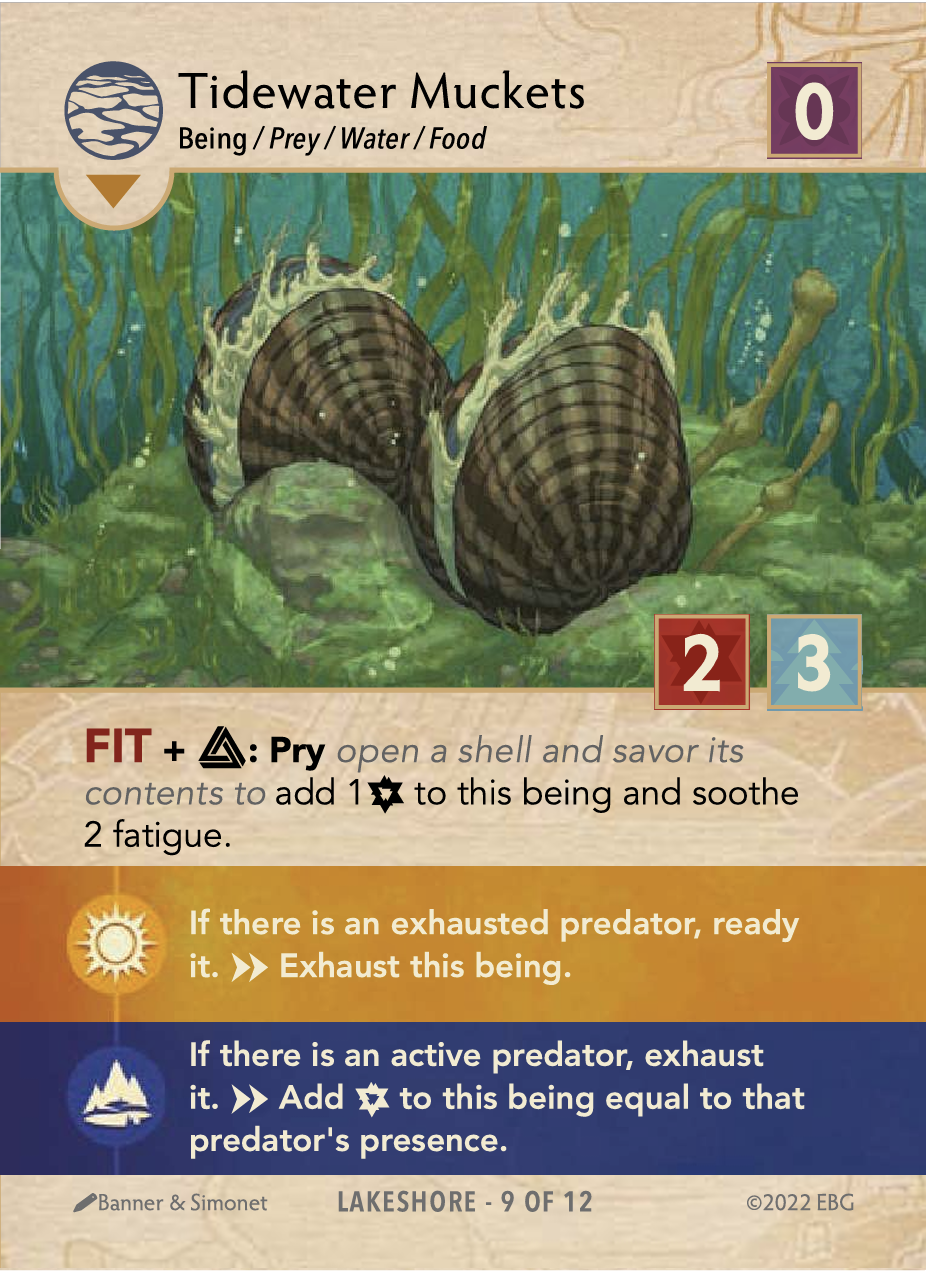 Tidewater Muckets
Being / Prey / Water / Food
0
2 3
FIT + : Pry open a shell and savor its
contents to add 1 to this being and soothe
2 fatigue.
If there is an exhausted predator, ready
it. Exhaust this being.
If there is an active predator, exhaust
it. Add to this being equal to that
predator's presence.
Banner & Simonet LAKESHORE - 9 OF 12 ©2022 EBG